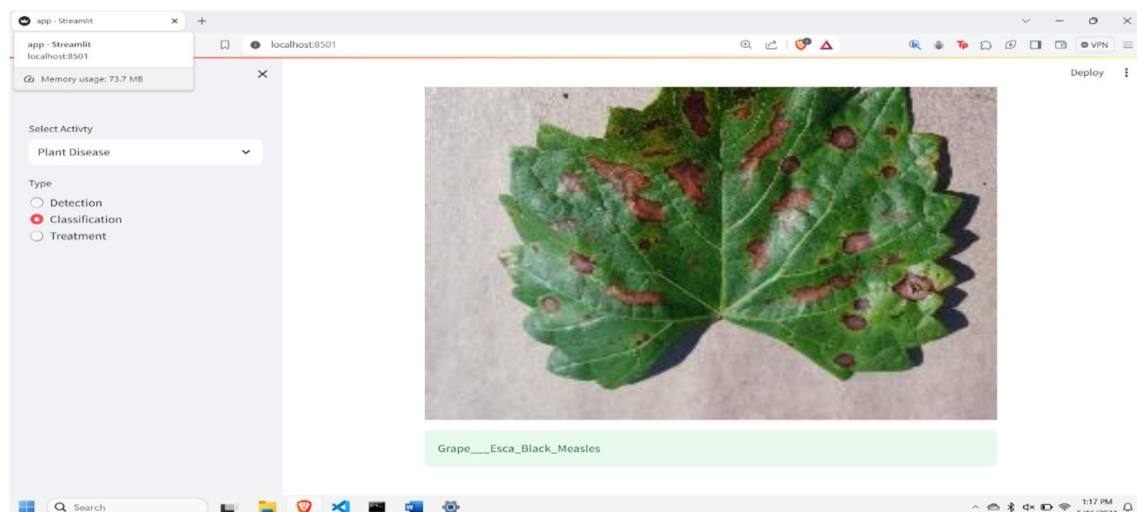 app · Streamlit
app · Streamlit
localhost:8501
Memory usage: 73.7 MB
localhost:8501
VPN
Deploy
Select Activty
Plant Disease
Type
Detection
Classification
Treatment
Grape___Esca_Black_Measles
Search
1:17 PM